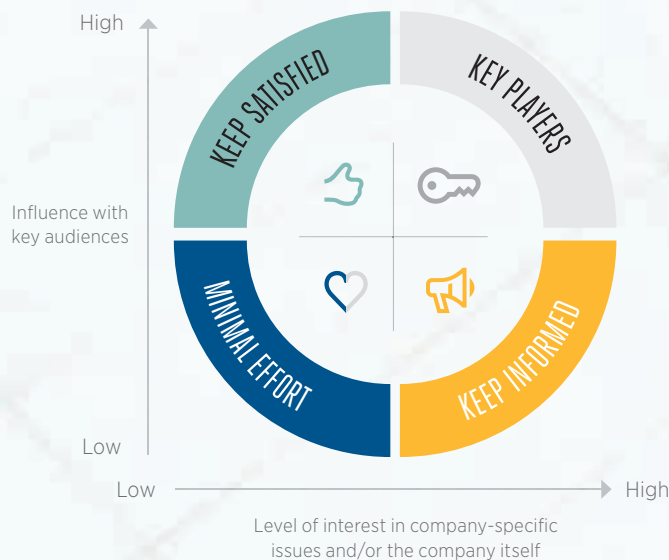 High
KEEP SATISFIED
KEY PLAYERS
Influence with
key audiences
MINIMAL EFFORT
KEEP INFORMED
Low
Low
High
Level of interest in company-specific
issues and/or the company itself